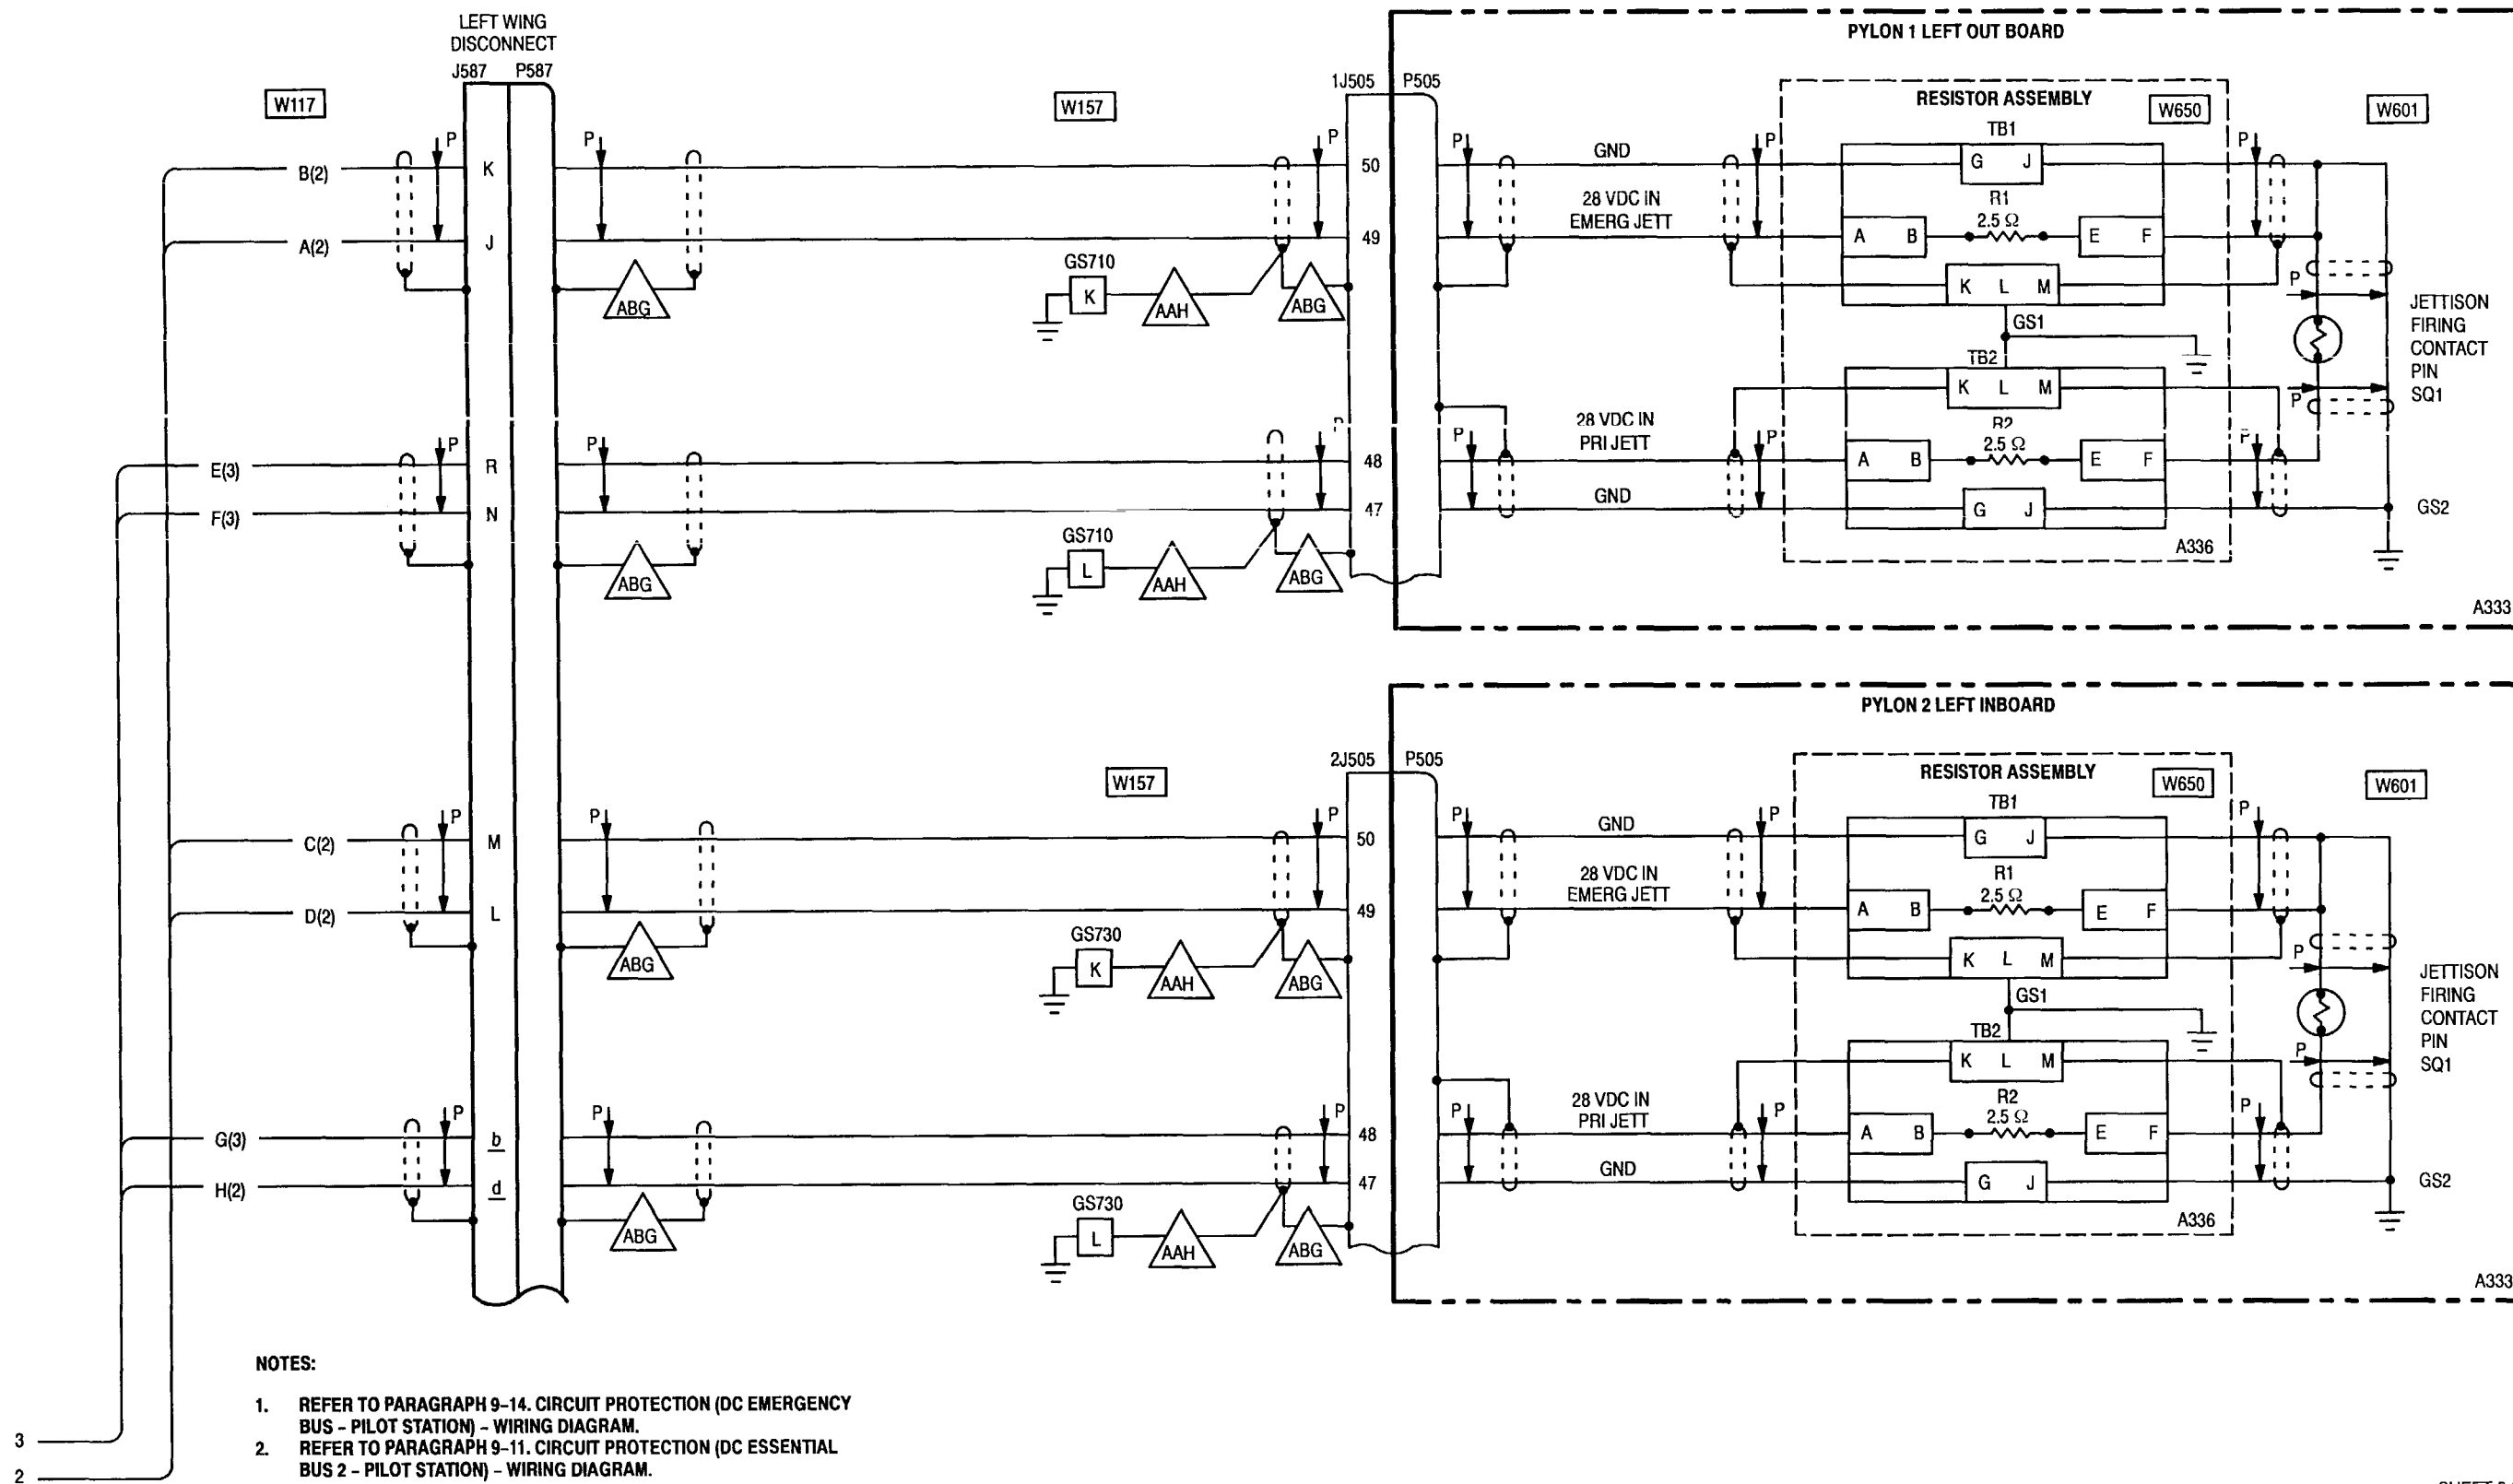 LEFT WING
DISCONNECT
J587 P587
W117
W157
P
P
B(2)
K
A(2)
J
ABG
GS710
K
AAH
ABG
P
1J505 P505
50
49
PYLON 1 LEFT OUT BOARD
P
GND
28 VDC IN
EMERG JETT
P
RESISTOR ASSEMBLY
W650
W601
TB1
G J
R1
2.5 Ω
A B
E F
K L M
GS1
P
P
JETTISON
FIRING
CONTACT
PIN
SQ1
P
P
P
E(3)
R
F(3)
N
ABG
GS710
L
AAH
ABG
48
47
P
28 VDC IN
PRI JETT
GND
P
TB2
K L M
R2
2.5 Ω
A B
E F
G J
P
GS2
A336
A333
PYLON 2 LEFT INBOARD
W157
2J505 P505
P
P
C(2)
M
D(2)
L
ABG
GS730
K
AAH
ABG
P
50
49
P
GND
28 VDC IN
EMERG JETT
P
RESISTOR ASSEMBLY
W650
W601
TB1
G J
R1
2.5 Ω
A B
E F
K L M
GS1
P
P
JETTISON
FIRING
CONTACT
PIN
SQ1
P
P
P
G(3)
b
H(2)
d
ABG
GS730
L
AAH
ABG
P
48
47
P
28 VDC IN
PRI JETT
GND
P
TB2
K L M
R2
2.5 Ω
A B
E F
G J
P
GS2
A336
A333
NOTES:
1. REFER TO PARAGRAPH 9–14. CIRCUIT PROTECTION (DC EMERGENCY
BUS – PILOT STATION) – WIRING DIAGRAM.
2. REFER TO PARAGRAPH 9–11. CIRCUIT PROTECTION (DC ESSENTIAL
BUS 2 – PILOT STATION) – WIRING DIAGRAM.
3
2